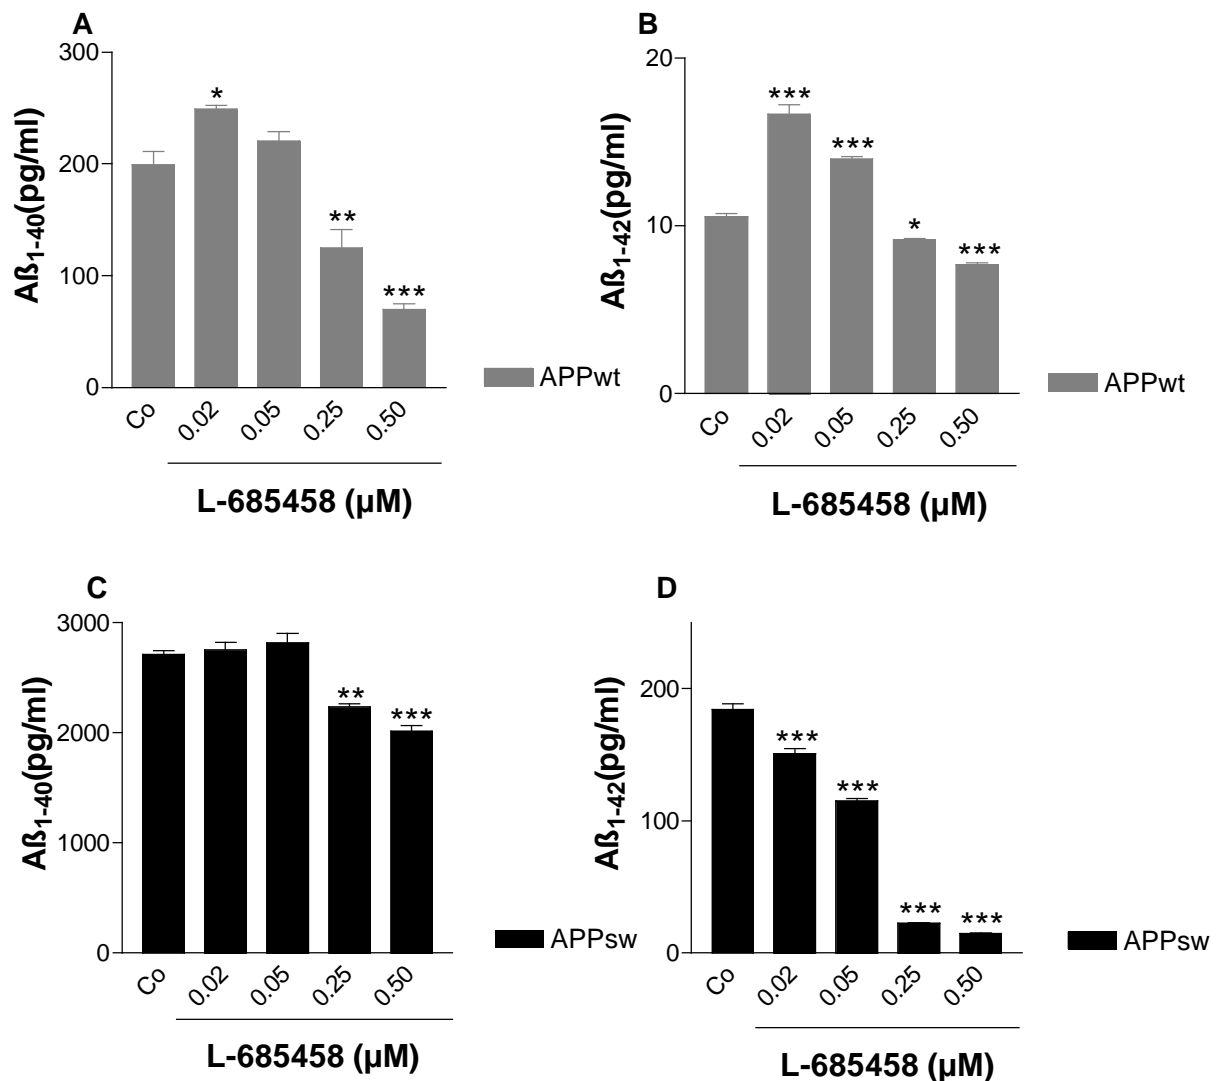 A
Aß1-40(pg/ml)
300
200
100
0
*
**
***
Co
0.02
0.05
0.25
0.50
L-685458 (µM)
APPwt
B
Aß1-42(pg/ml)
20
10
0
***
***
*
***
Co
0.02
0.05
0.25
0.50
L-685458 (µM)
APPwt
C
Aß1-40(pg/ml)
3000
2000
1000
0
**
***
Co
0.02
0.05
0.25
0.50
L-685458 (µM)
APPsw
D
Aß1-42(pg/ml)
200
100
0
***
***
***
***
Co
0.02
0.05
0.25
0.50
L-685458 (µM)
APPsw